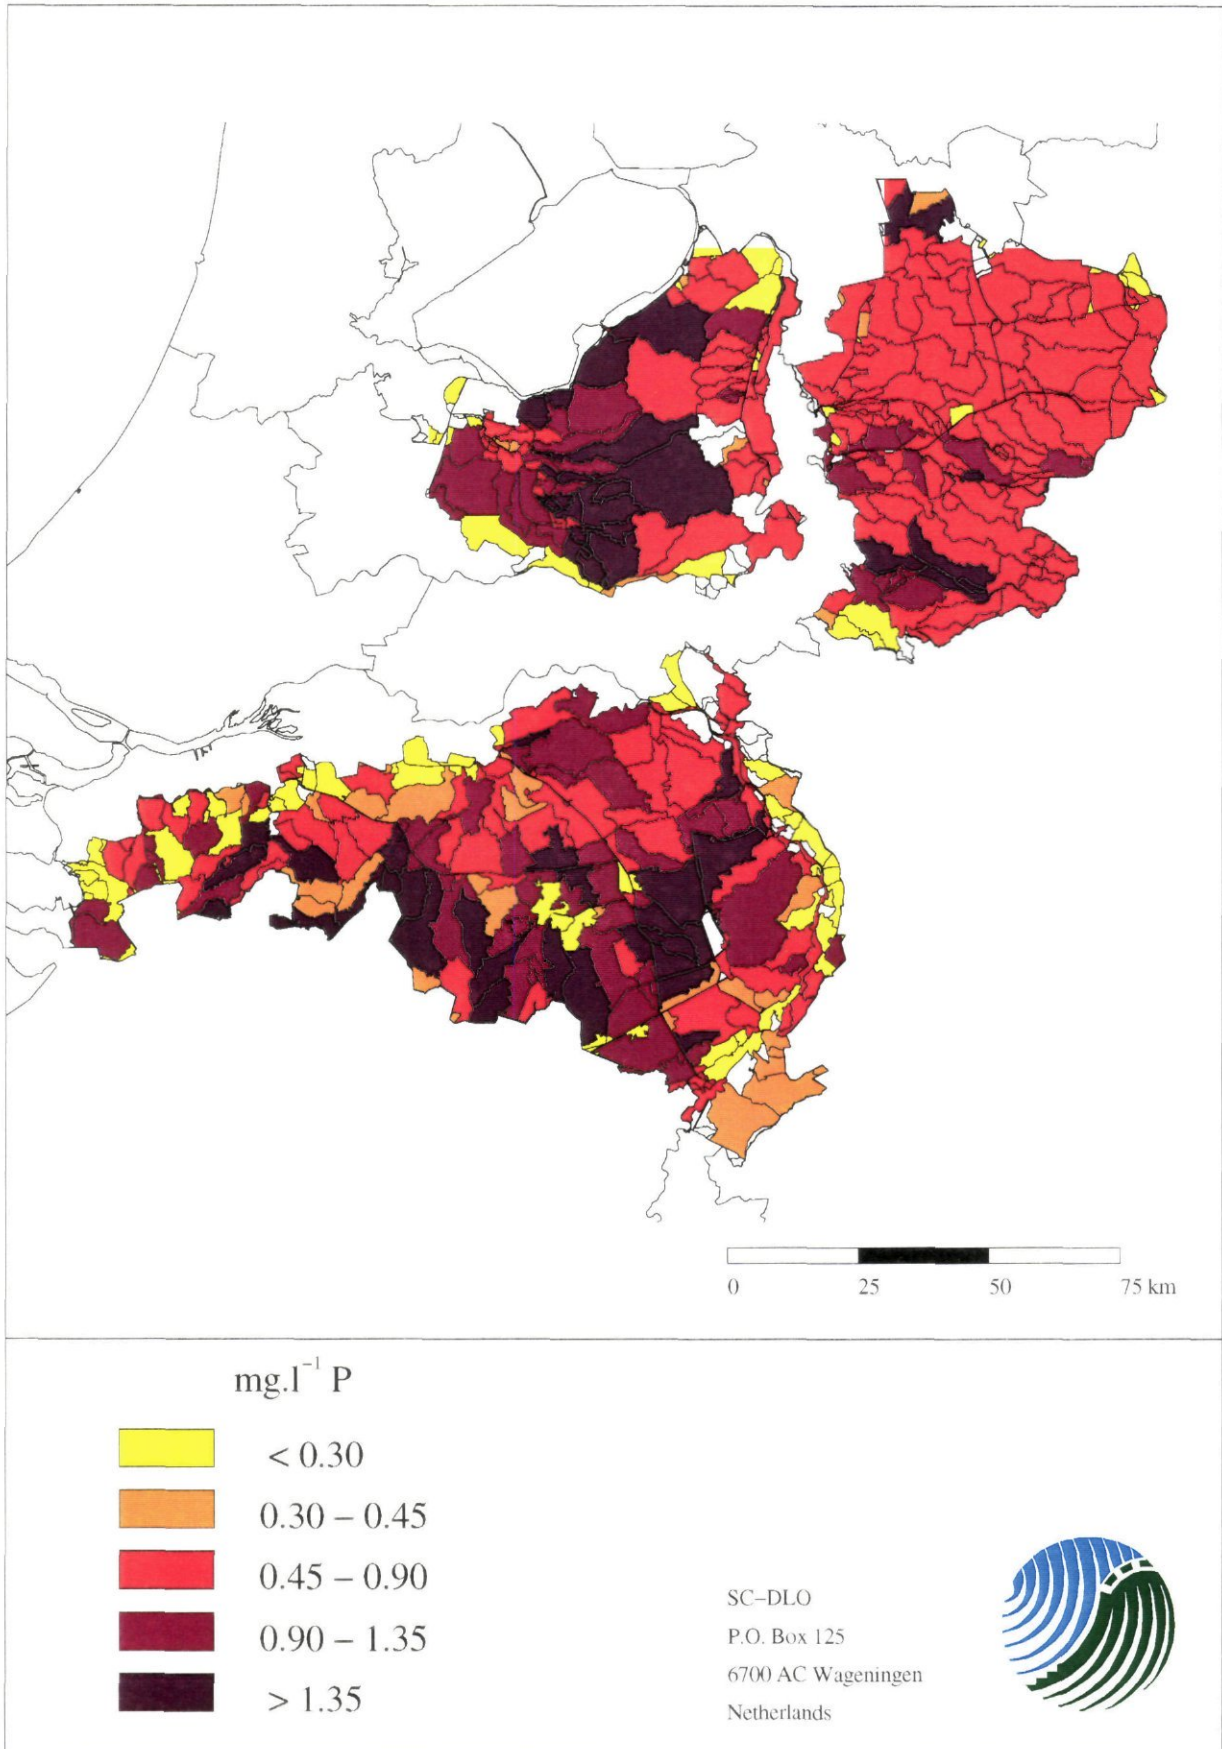 0 25 50 75 km
mg.l⁻¹ P
< 0.30
0.30 – 0.45
0.45 – 0.90
0.90 – 1.35
> 1.35
SC–DLO
P.O. Box 125
6700 AC Wageningen
Netherlands